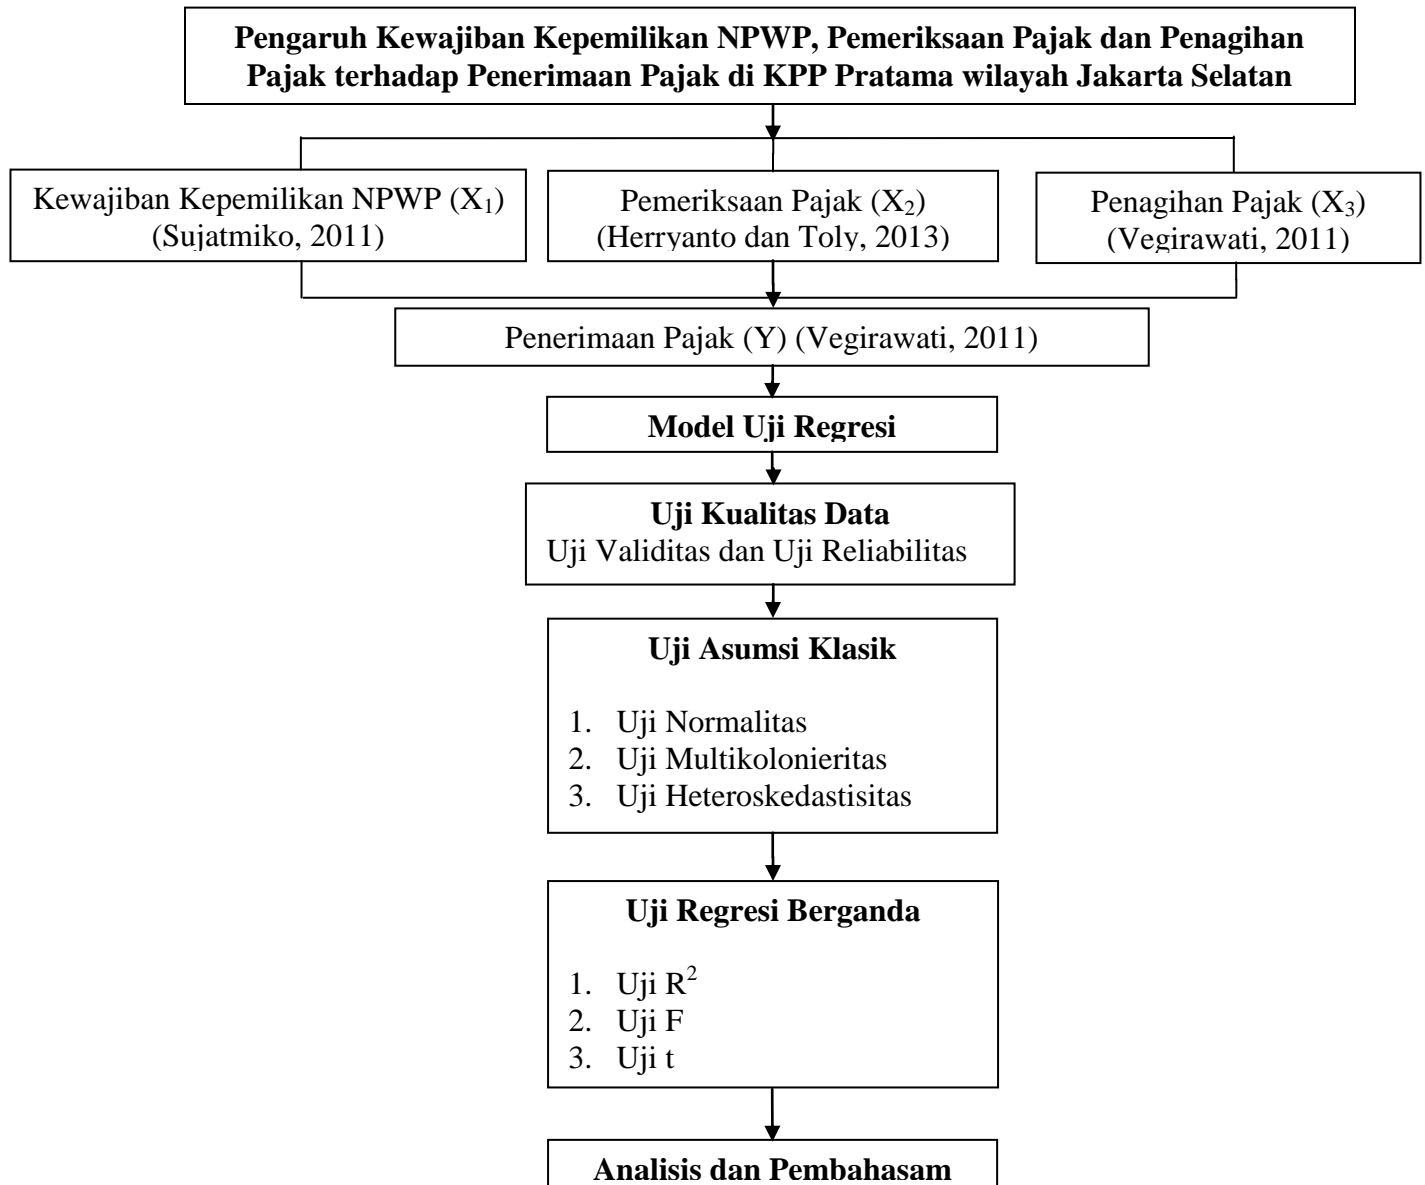 Pengaruh Kewajiban Kepemilikan NPWP, Pemeriksaan Pajak dan Penagihan
Pajak terhadap Penerimaan Pajak di KPP Pratama wilayah Jakarta Selatan
Kewajiban Kepemilikan NPWP (X₁)
(Sujatmiko, 2011)
Pemeriksaan Pajak (X₂)
(Herryanto dan Toly, 2013)
Penagihan Pajak (X₃)
(Vegirawati, 2011)
Penerimaan Pajak (Y) (Vegirawati, 2011)
Model Uji Regresi
Uji Kualitas Data
Uji Validitas dan Uji Reliabilitas
Uji Asumsi Klasik
1. Uji Normalitas
2. Uji Multikolonieritas
3. Uji Heteroskedastisitas
Uji Regresi Berganda
1. Uji R²
2. Uji F
3. Uji t
Analisis dan Pembahasam